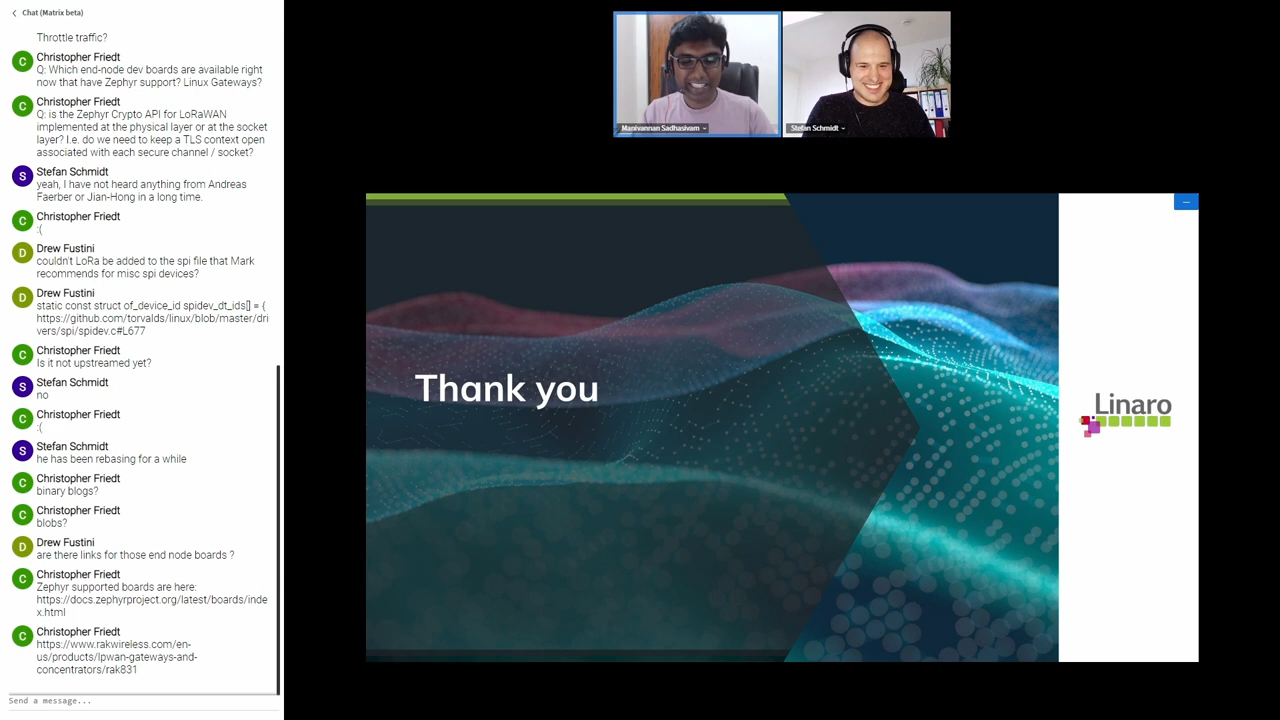 Chat (Matrix beta)
Throttle traffic?
C
Christopher Friedt
Q: Which end-node dev boards are available right
now that have Zephyr support? Linux Gateways?
C
Christopher Friedt
Q: is the Zephyr Crypto API for LoRaWAN
implemented at the physical layer or at the socket
layer? I.e. do we need to keep a TLS context open
associated with each secure channel / socket?
S
Stefan Schmidt
yeah, I have not heard anything from Andreas
Faerber or Jian-Hong in a long time.
C
Christopher Friedt
:(
D
Drew Fustini
couldn't LoRa be added to the spi file that Mark
recommends for misc spi devices?
D
Drew Fustini
static const struct of_device_id spidev_dt_ids[] = {
https://github.com/torvalds/linux/blob/master/dri
vers/spi/spidev.c#L677
C
Christopher Friedt
Is it not upstreamed yet?
S
Stefan Schmidt
no
C
Christopher Friedt
:(
S
Stefan Schmidt
he has been rebasing for a while
C
Christopher Friedt
binary blogs?
C
Christopher Friedt
blobs?
D
Drew Fustini
are there links for those end node boards ?
C
Christopher Friedt
Zephyr supported boards are here:
https://docs.zephyrproject.org/latest/boards/inde
x.html
C
Christopher Friedt
https://www.rakwireless.com/en-
us/products/lpwan-gateways-and-
concentrators/rak831
Send a message...
Manivannan Sadhasivam
Stefan Schmidt
Thank you
Linaro